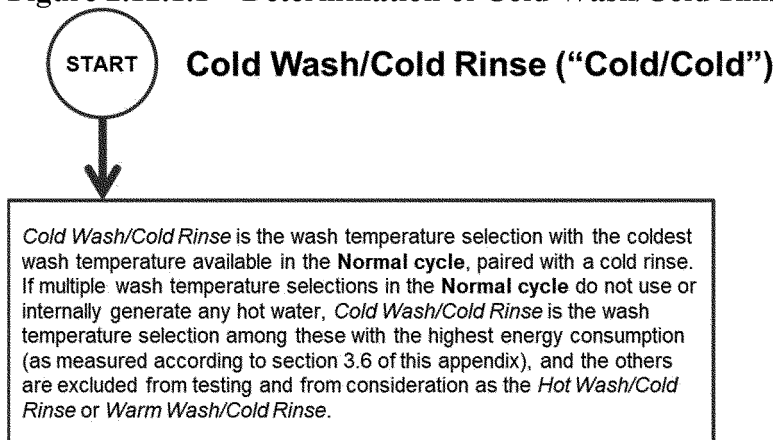 START
Cold Wash/Cold Rinse (“Cold/Cold”)
Cold Wash/Cold Rinse is the wash temperature selection with the coldest
wash temperature available in the Normal cycle, paired with a cold rinse.
If multiple wash temperature selections in the Normal cycle do not use or
internally generate any hot water, Cold Wash/Cold Rinse is the wash
temperature selection among these with the highest energy consumption
(as measured according to section 3.6 of this appendix), and the others
are excluded from testing and from consideration as the Hot Wash/Cold
Rinse or Warm Wash/Cold Rinse.